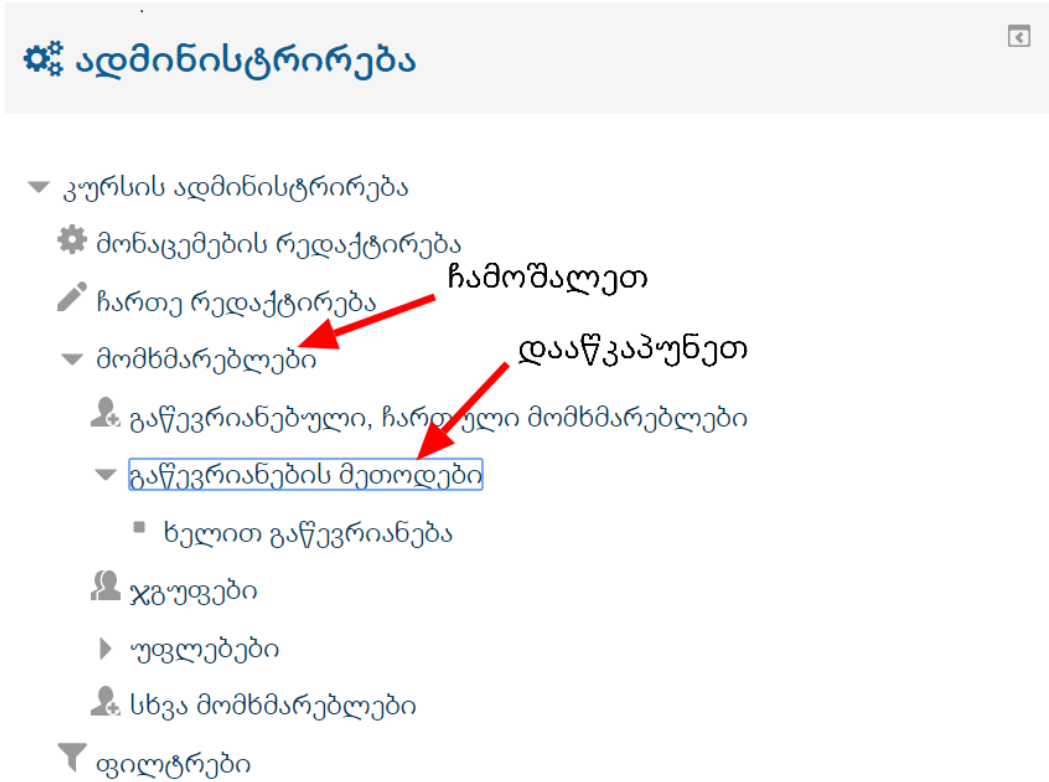 ადმინისტრირება
კურსის ადმინისტრირება
მონაცემების რედაქტირება
ჩართე რედაქტირება
ჩამოშალეთ
მომხმარებლები
დააწკაპუნეთ
გაწევრიანებული, ჩართული მომხმარებლები
გაწევრიანების მეთოდები
ხელით გაწევრიანება
ჯგუფები
უფლებები
სხვა მომხმარებლები
ფილტრები